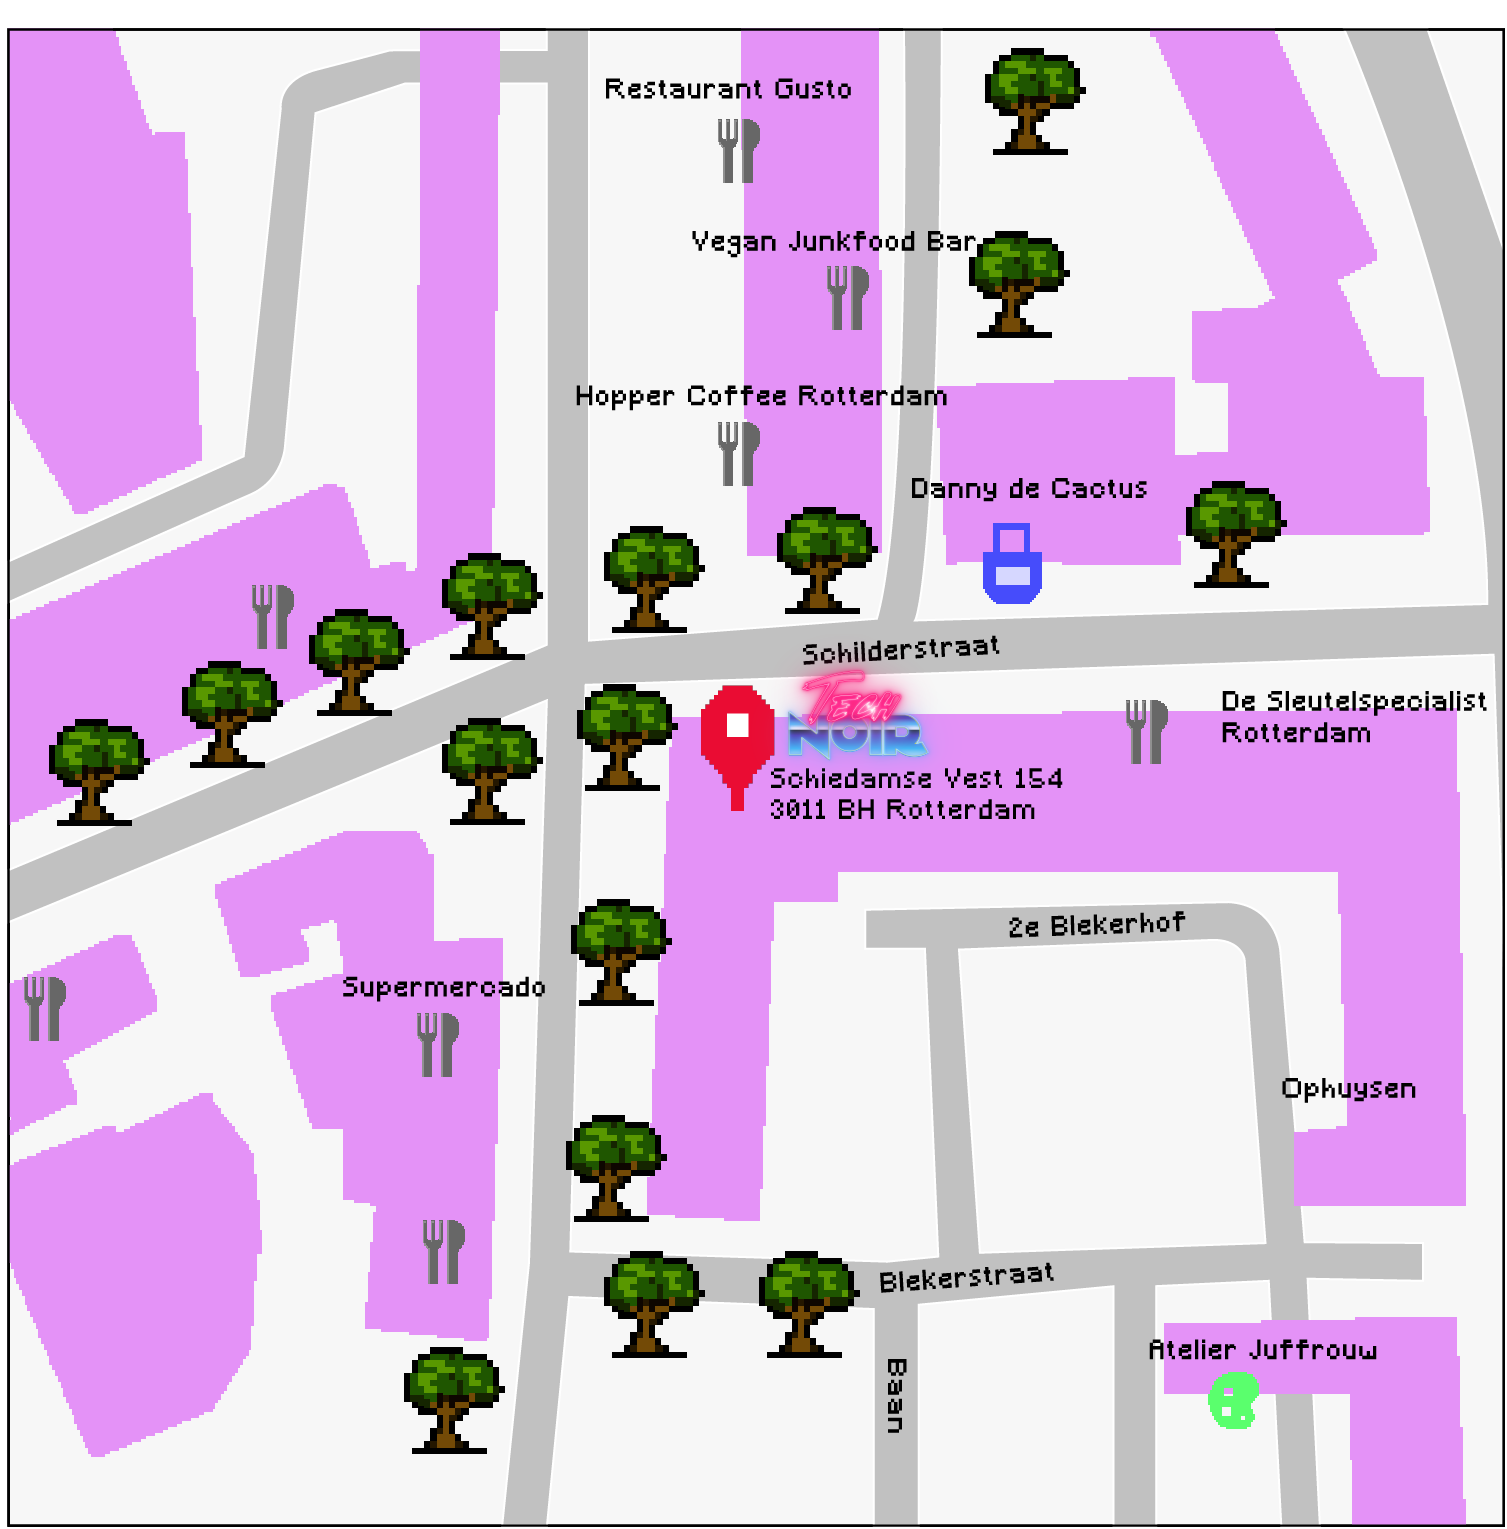 Restaurant Gusto
Vegan Junkfood Bar
Hopper Coffee Rotterdam
Danny de Cactus
Schilderstraat
TECH
NOIR
De Sleutelspecialist
Rotterdam
Schiedamse Vest 154
3011 BH Rotterdam
2e Blekerhof
Supermercado
Ophuysen
Blekerstraat
Atelier Juffrouw
Baan